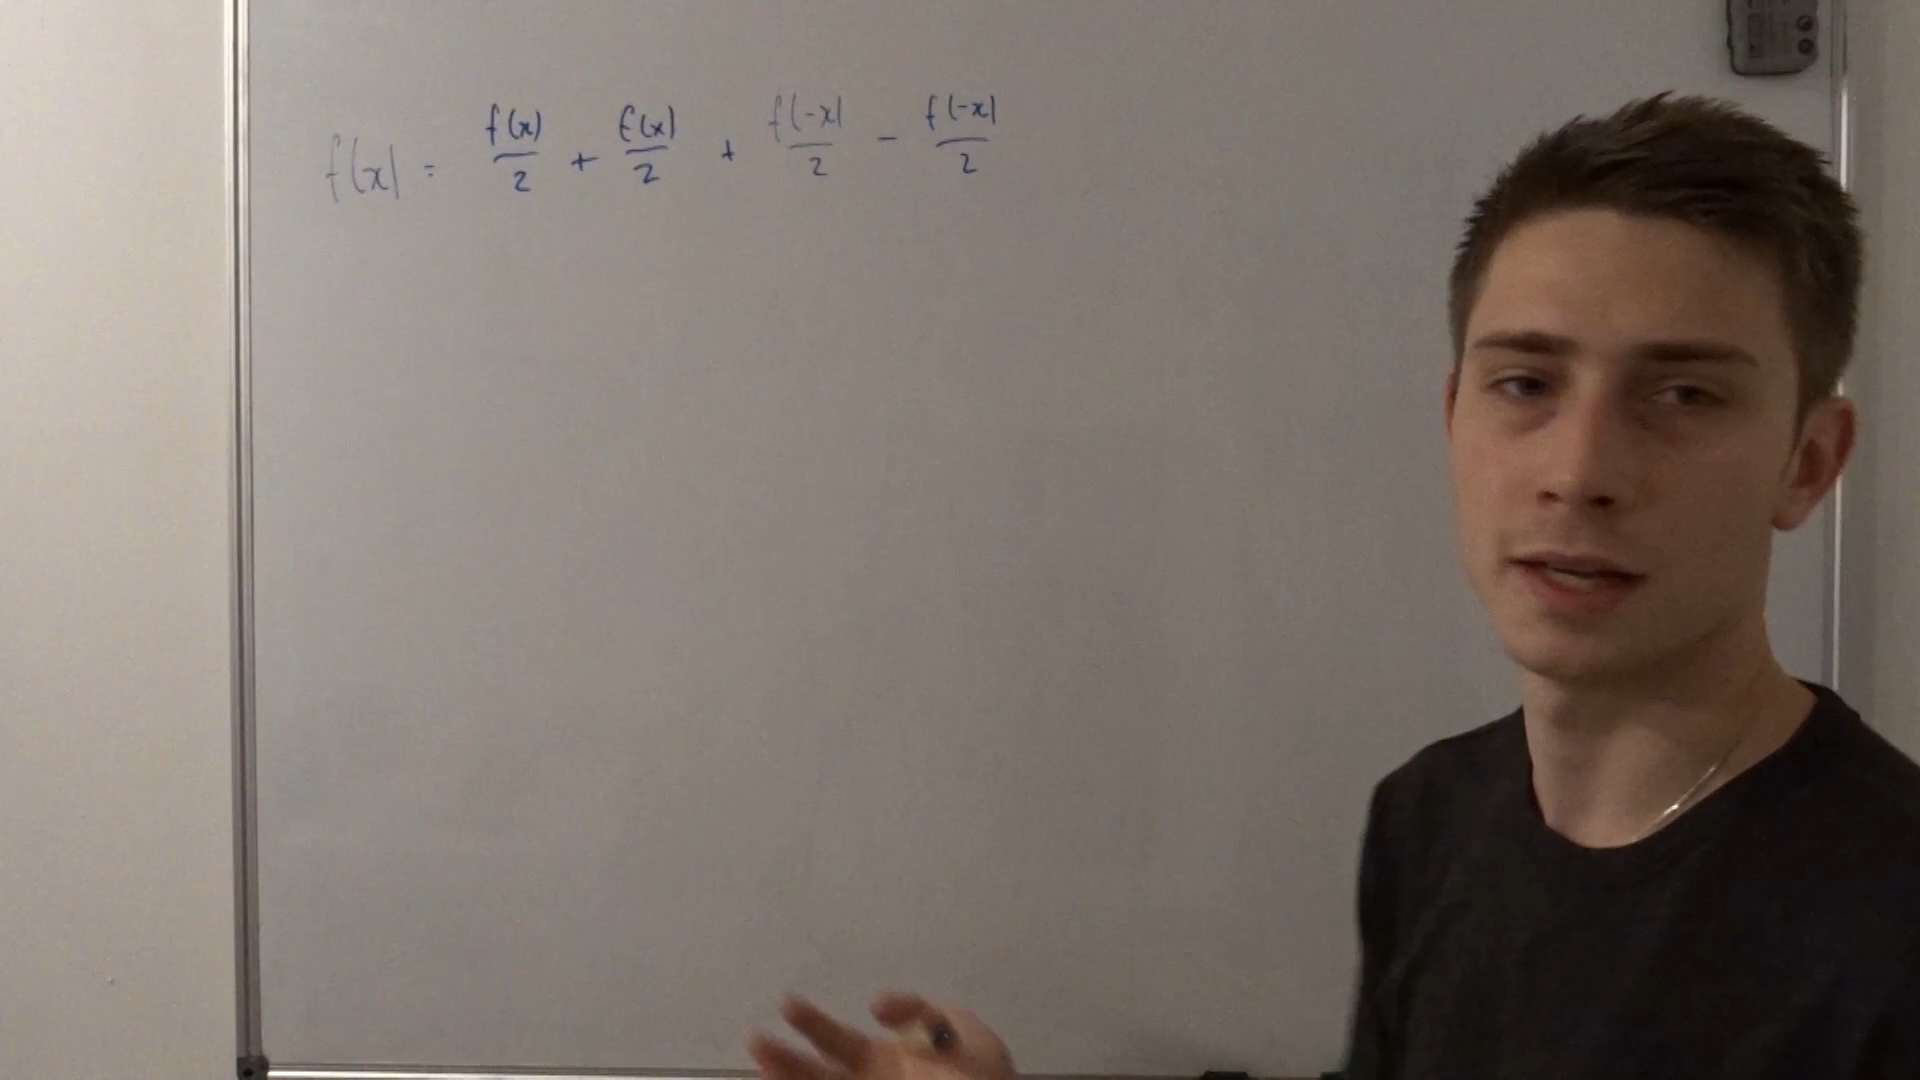 f(x) = f(x)/2 + f(x)/2 + f(-x)/2 - f(-x)/2